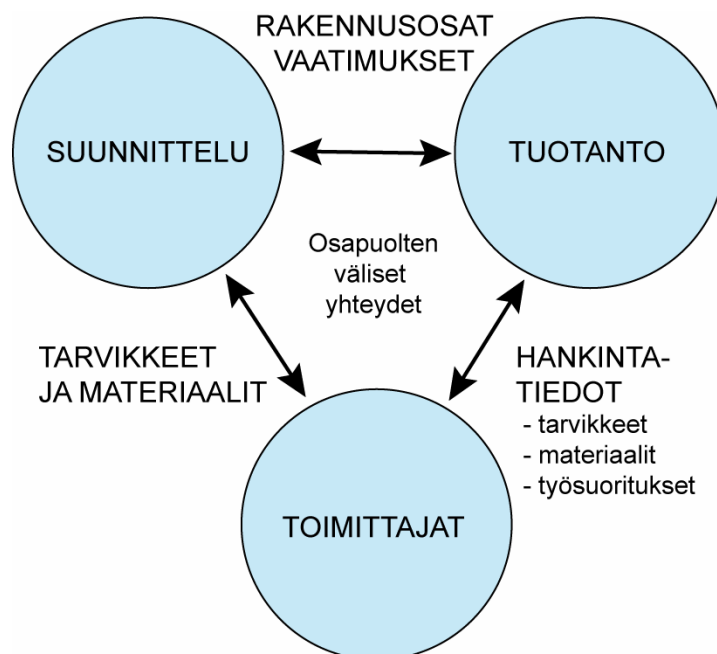 RAKENNUSOSAT
VAATIMUKSET
SUUNNITTELU
TUOTANTO
Osapuolten
väliset
yhteydet
TARVIKKEET
JA MATERIAALIT
HANKINTA-
TIEDOT
- tarvikkeet
- materiaalit
- työsuoritukset
TOIMITTAJAT